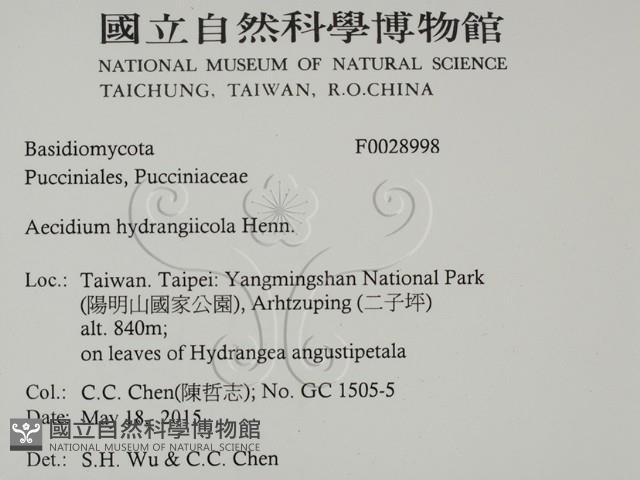 國立自然科學博物館
NATIONAL MUSEUM OF NATURAL SCIENCE
TAICHUNG, TAIWAN, R.O.CHINA
Basidiomycota F0028998
Pucciniales, Pucciniaceae
Aecidium hydrangiicola Henn.
Loc.: Taiwan. Taipei: Yangmingshan National Park
(陽明山國家公園), Arhtzuping (二子坪)
alt. 840m;
on leaves of Hydrangea angustipetala
Col.: C.C. Chen(陳哲志); No. GC 1505-5
Date: May 18, 2015
國立自然科學博物館
NATIONAL MUSEUM OF NATURAL SCIENCE
Det.: S.H. Wu & C.C. Chen